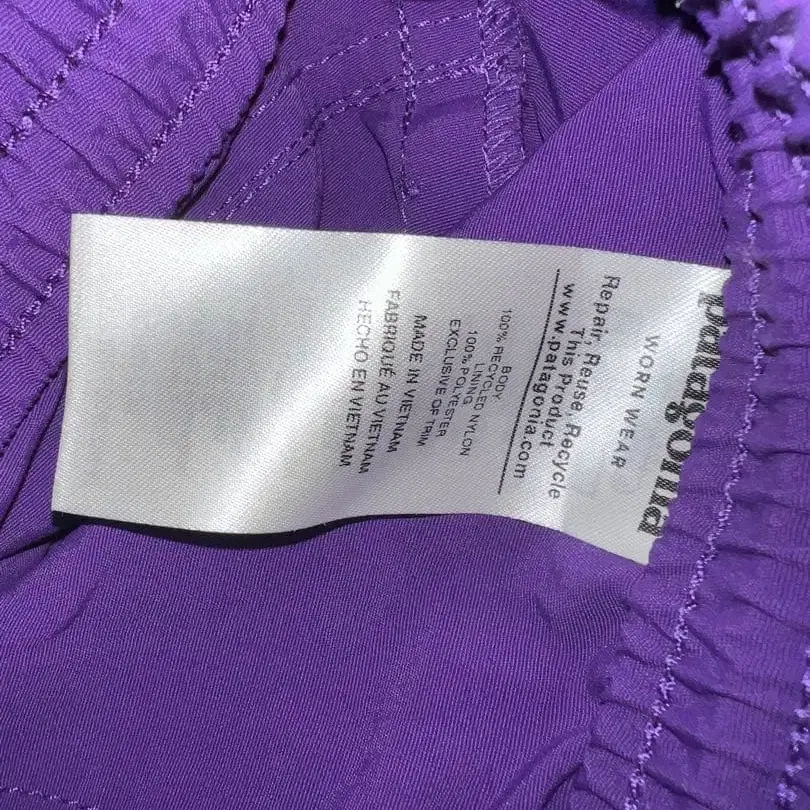 patagonia
WORN WEAR
Repair, Reuse, Recycle
This Product
www.patagonia.com
BODY
100% RECYCLED NYLON
LINING
100% POLYESTER
EXCLUSIVE OF TRIM
MADE IN VIETNAM
FABRIQUÉ AU VIETNAM
HECHO EN VIETNAM